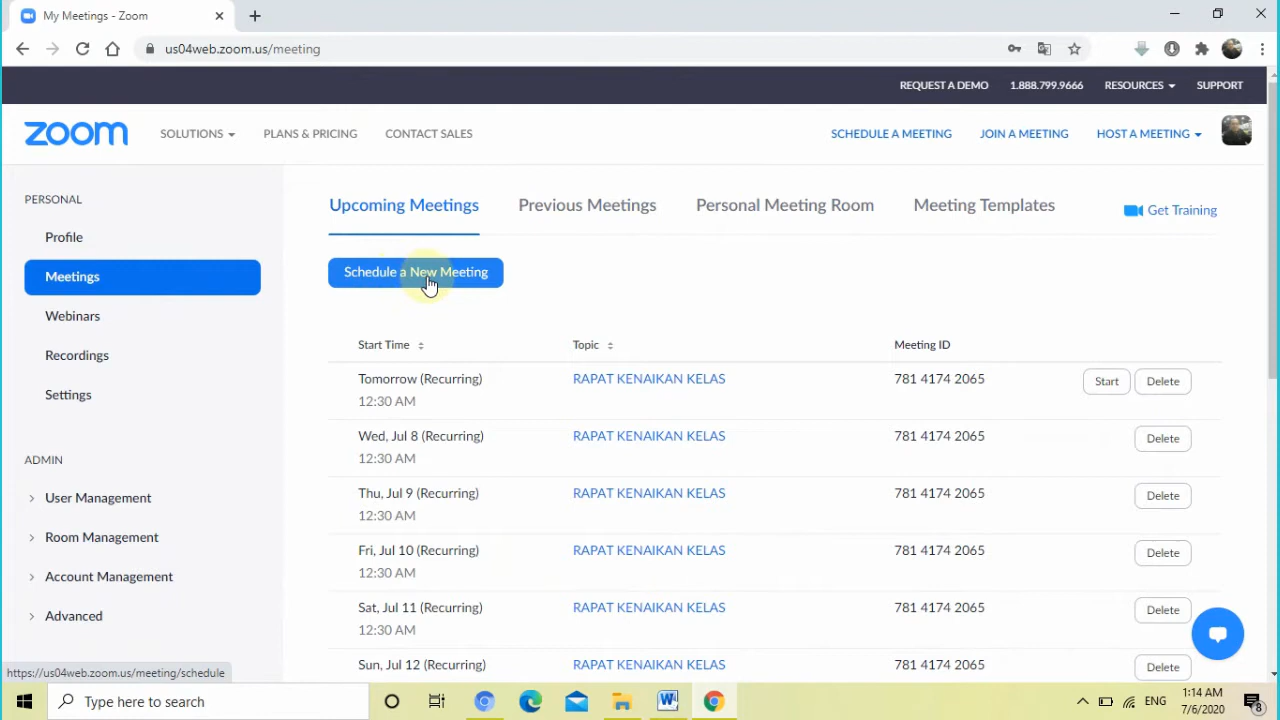 My Meetings - Zoom
us04web.zoom.us/meeting
REQUEST A DEMO 1.888.799.9666 RESOURCES SUPPORT
zoom SOLUTIONS PLANS & PRICING CONTACT SALES SCHEDULE A MEETING JOIN A MEETING HOST A MEETING
PERSONAL
Profile
Meetings
Webinars
Recordings
Settings
ADMIN
User Management
Room Management
Account Management
Advanced
Upcoming Meetings Previous Meetings Personal Meeting Room Meeting Templates Get Training
Schedule a New Meeting
Start Time Topic Meeting ID
Tomorrow (Recurring) RAPAT KENAIKAN KELAS 781 4174 2065 Start Delete
12:30 AM
Wed, Jul 8 (Recurring) RAPAT KENAIKAN KELAS 781 4174 2065 Delete
12:30 AM
Thu, Jul 9 (Recurring) RAPAT KENAIKAN KELAS 781 4174 2065 Delete
12:30 AM
Fri, Jul 10 (Recurring) RAPAT KENAIKAN KELAS 781 4174 2065 Delete
12:30 AM
Sat, Jul 11 (Recurring) RAPAT KENAIKAN KELAS 781 4174 2065 Delete
12:30 AM
Sun, Jul 12 (Recurring) RAPAT KENAIKAN KELAS 781 4174 2065 Delete
https://us04web.zoom.us/meeting/schedule
Type here to search ENG 1:14 AM
7/6/2020 8